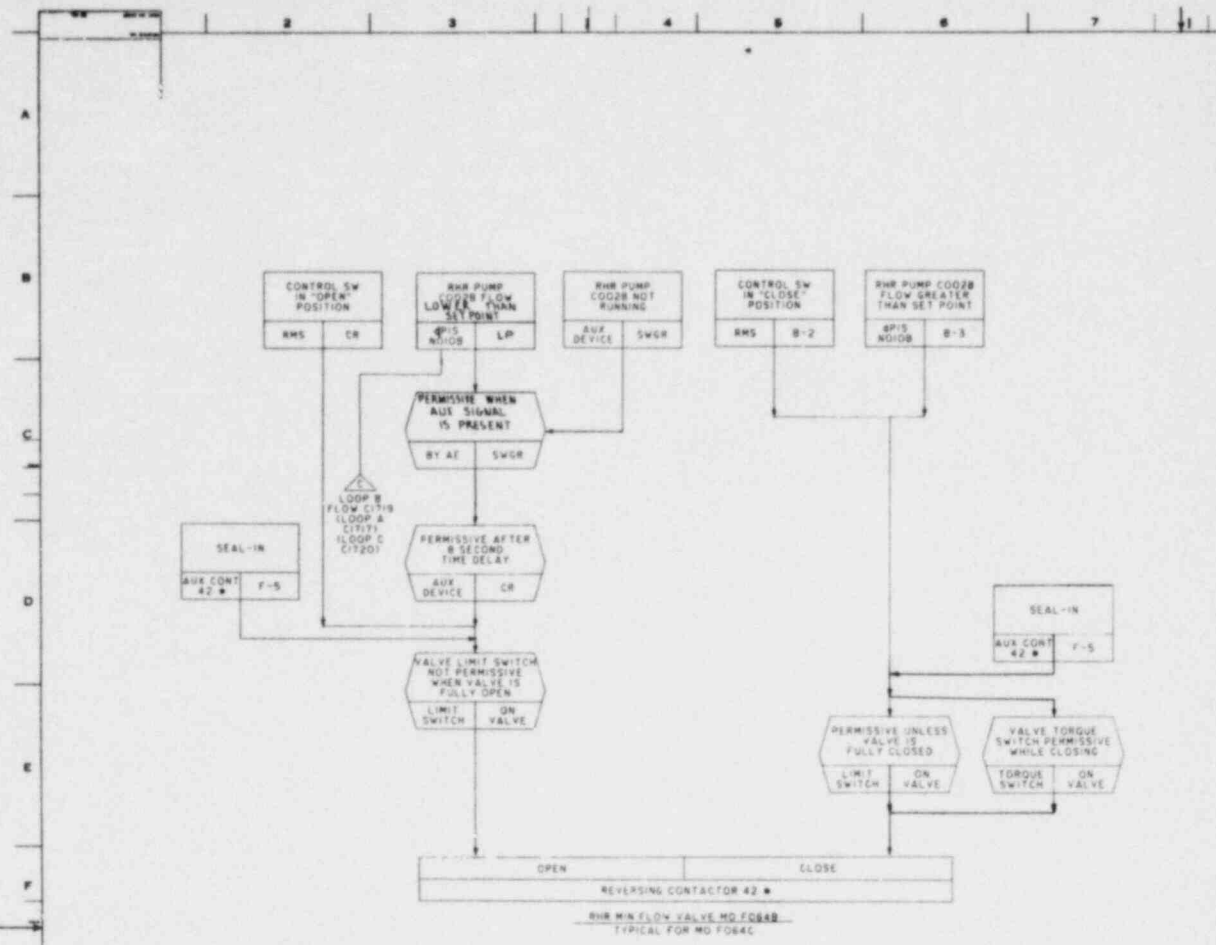 2
3
4
5
6
7
A
B
C
D
E
F
CONTROL SW
IN "OPEN"
POSITION
RMS
CR
RHR PUMP
C002B FLOW
LOWER THAN
SET POINT
dPIS
N010B
LP
RHR PUMP
C002B NOT
RUNNING
AUX
DEVICE
SWGR
CONTROL SW
IN "CLOSE"
POSITION
RMS
B-2
RHR PUMP C002B
FLOW GREATER
THAN SET POINT
dPIS
N010B
B-3
PERMISSITE WHEN
AUX SIGNAL
IS PRESENT
BY AE
SWGR
C
LOOP B
FLOW C1719
(LOOP A
C1717)
(LOOP C
C1720)
SEAL-IN
AUX CONT
42 *
F-5
PERMISSIVE AFTER
8 SECOND
TIME DELAY
AUX
DEVICE
CR
SEAL-IN
AUX CONT
42 *
F-5
VALVE LIMIT SWITCH
NOT PERMISSIVE
WHEN VALVE IS
FULLY OPEN
LIMIT
SWITCH
ON
VALVE
PERMISSIVE UNLESS
VALVE IS
FULLY CLOSED
LIMIT
SWITCH
ON
VALVE
VALVE TORQUE
SWITCH PERMISSIVE
WHILE CLOSING
TORQUE
SWITCH
ON
VALVE
OPEN
CLOSE
REVERSING CONTACTOR 42 *
RHR MIN FLOW VALVE MO F064B
TYPICAL FOR MO F064C